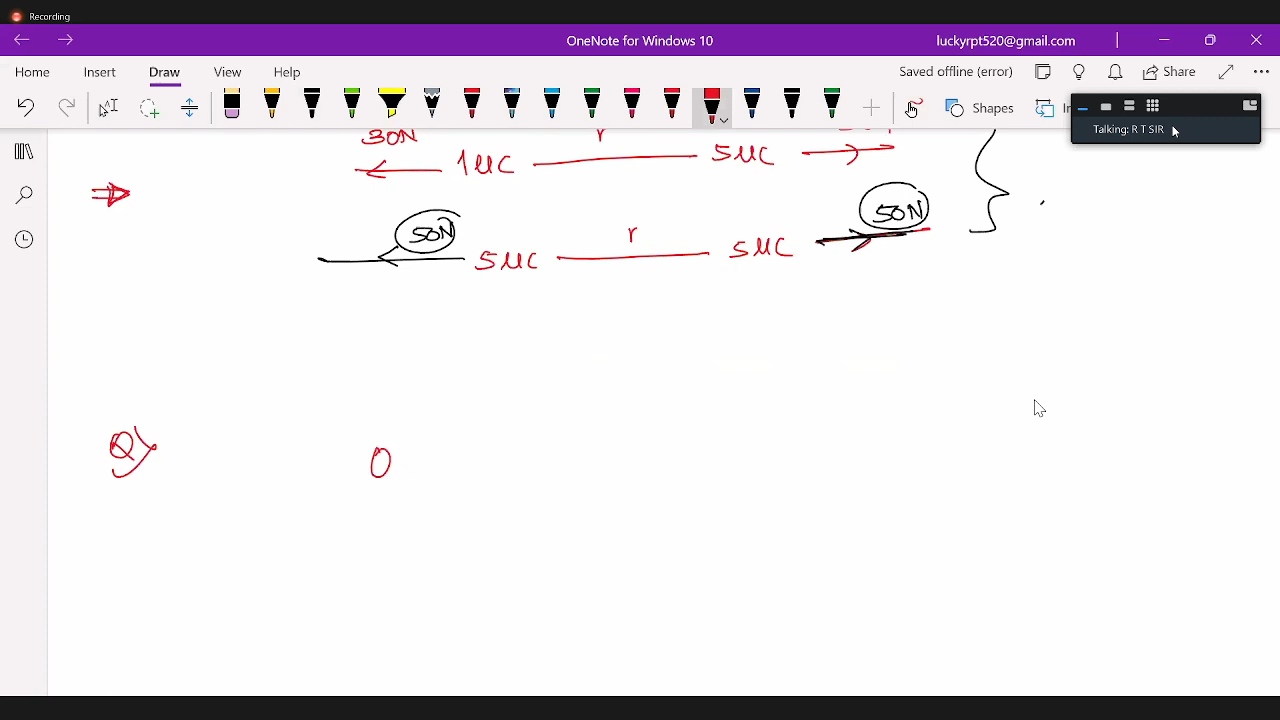 Recording
OneNote for Windows 10
luckyrpt520@gmail.com
Home Insert Draw View Help
Saved offline (error)
Share
Shapes
Talking: R T SIR
30N r
1μC 5μC
50N 50N
5μC r 5μC
Q)
0